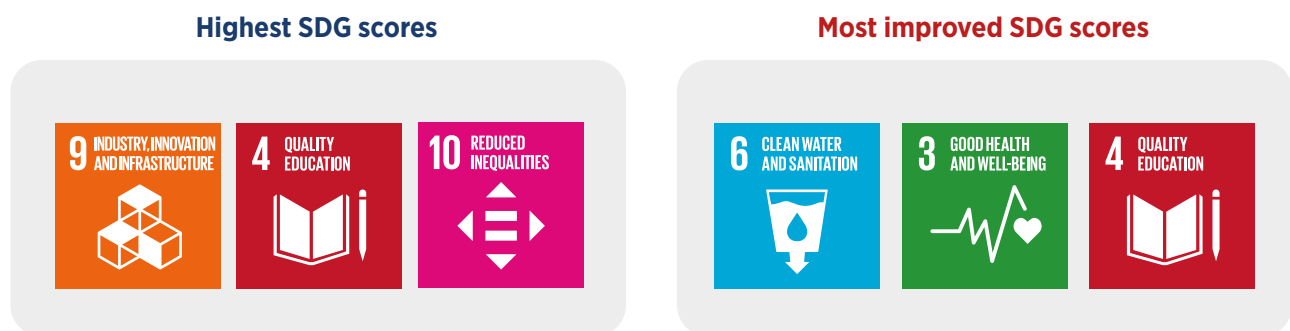 Highest SDG scores
9 INDUSTRY, INNOVATION
AND INFRASTRUCTURE
4 QUALITY
EDUCATION
10 REDUCED
INEQUALITIES
Most improved SDG scores
6 CLEAN WATER
AND SANITATION
3 GOOD HEALTH
AND WELL-BEING
4 QUALITY
EDUCATION